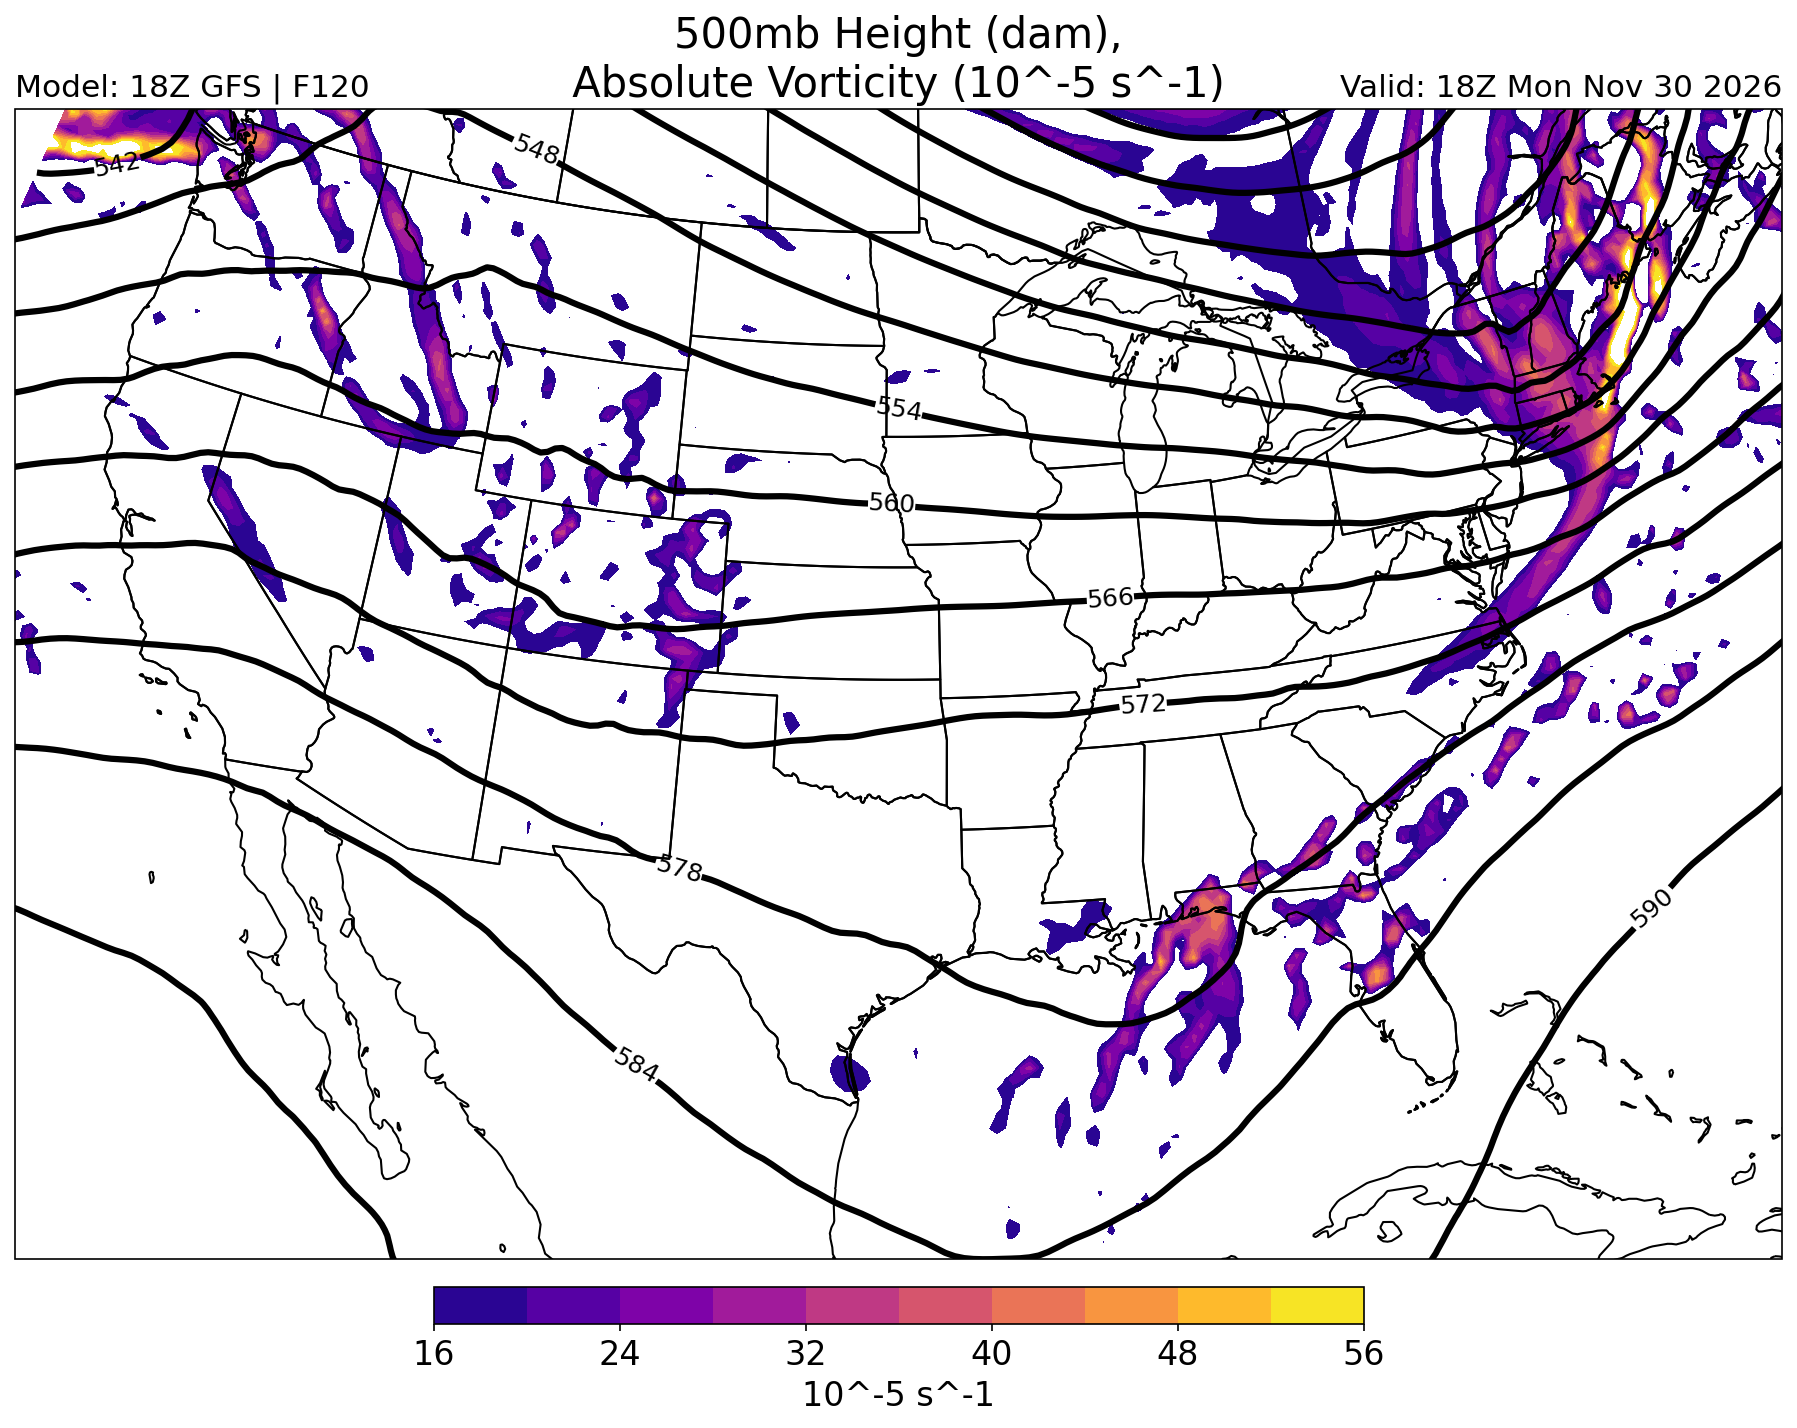 500mb Height (dam),
Absolute Vorticity (10^-5 s^-1)
Model: 18Z GFS | F120
Valid: 18Z Mon Nov 30 2026
542
548
554
560
566
572
578
584
590
16 24 32 40 48 56
10^-5 s^-1